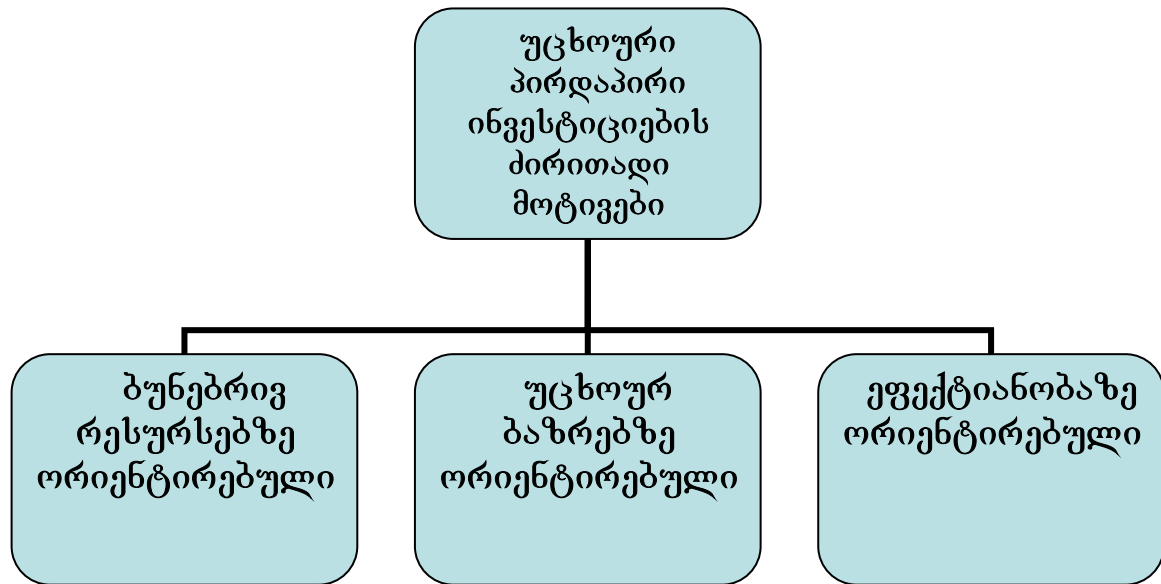 უცხოური
პირდაპირი
ინვესტიციების
ძირითადი
მოტივები
ბუნებრივ
რესურსებზე
ორიენტირებული
უცხოურ
ბაზრებზე
ორიენტირებული
ეფექტიანობაზე
ორიენტირებული